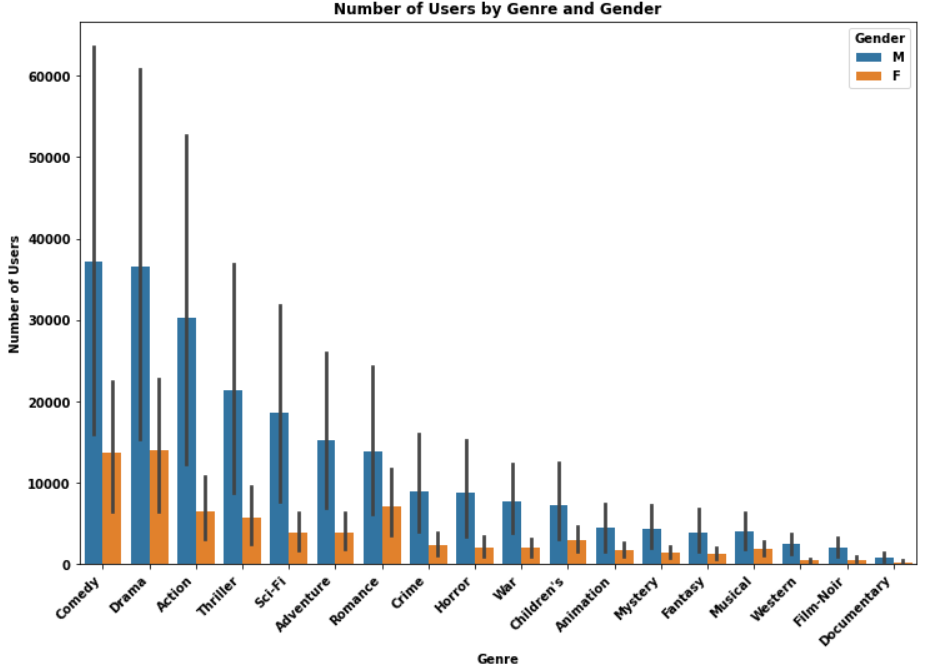 Number of Users by Genre and Gender
Gender
M
F
60000
50000
40000
30000
20000
10000
0
Number of Users
Comedy
Drama
Action
Thriller
Sci-Fi
Adventure
Romance
Crime
Horror
War
Children's
Animation
Mystery
Fantasy
Musical
Western
Film-Noir
Documentary
Genre